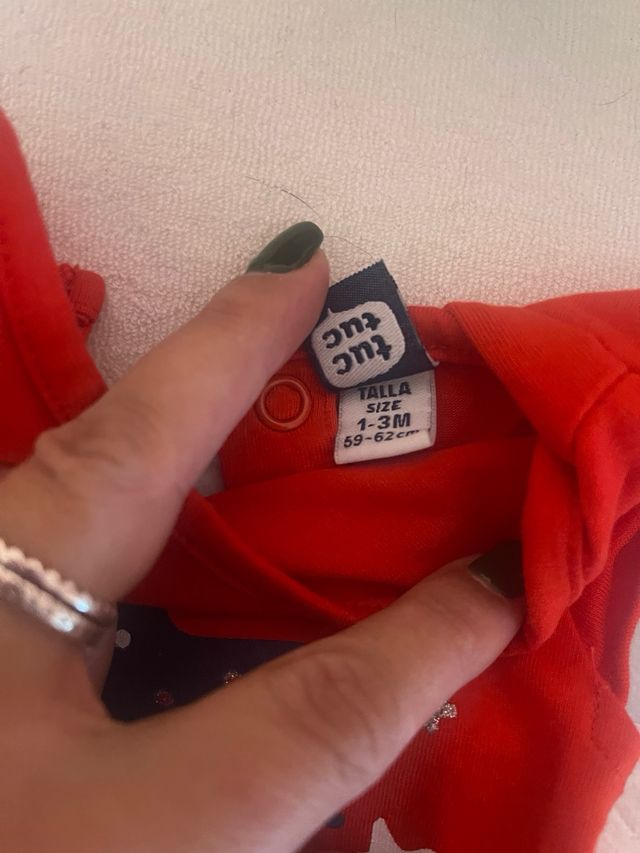 tuc
tuc
TALLA
SIZE
1-3M
59-62cm